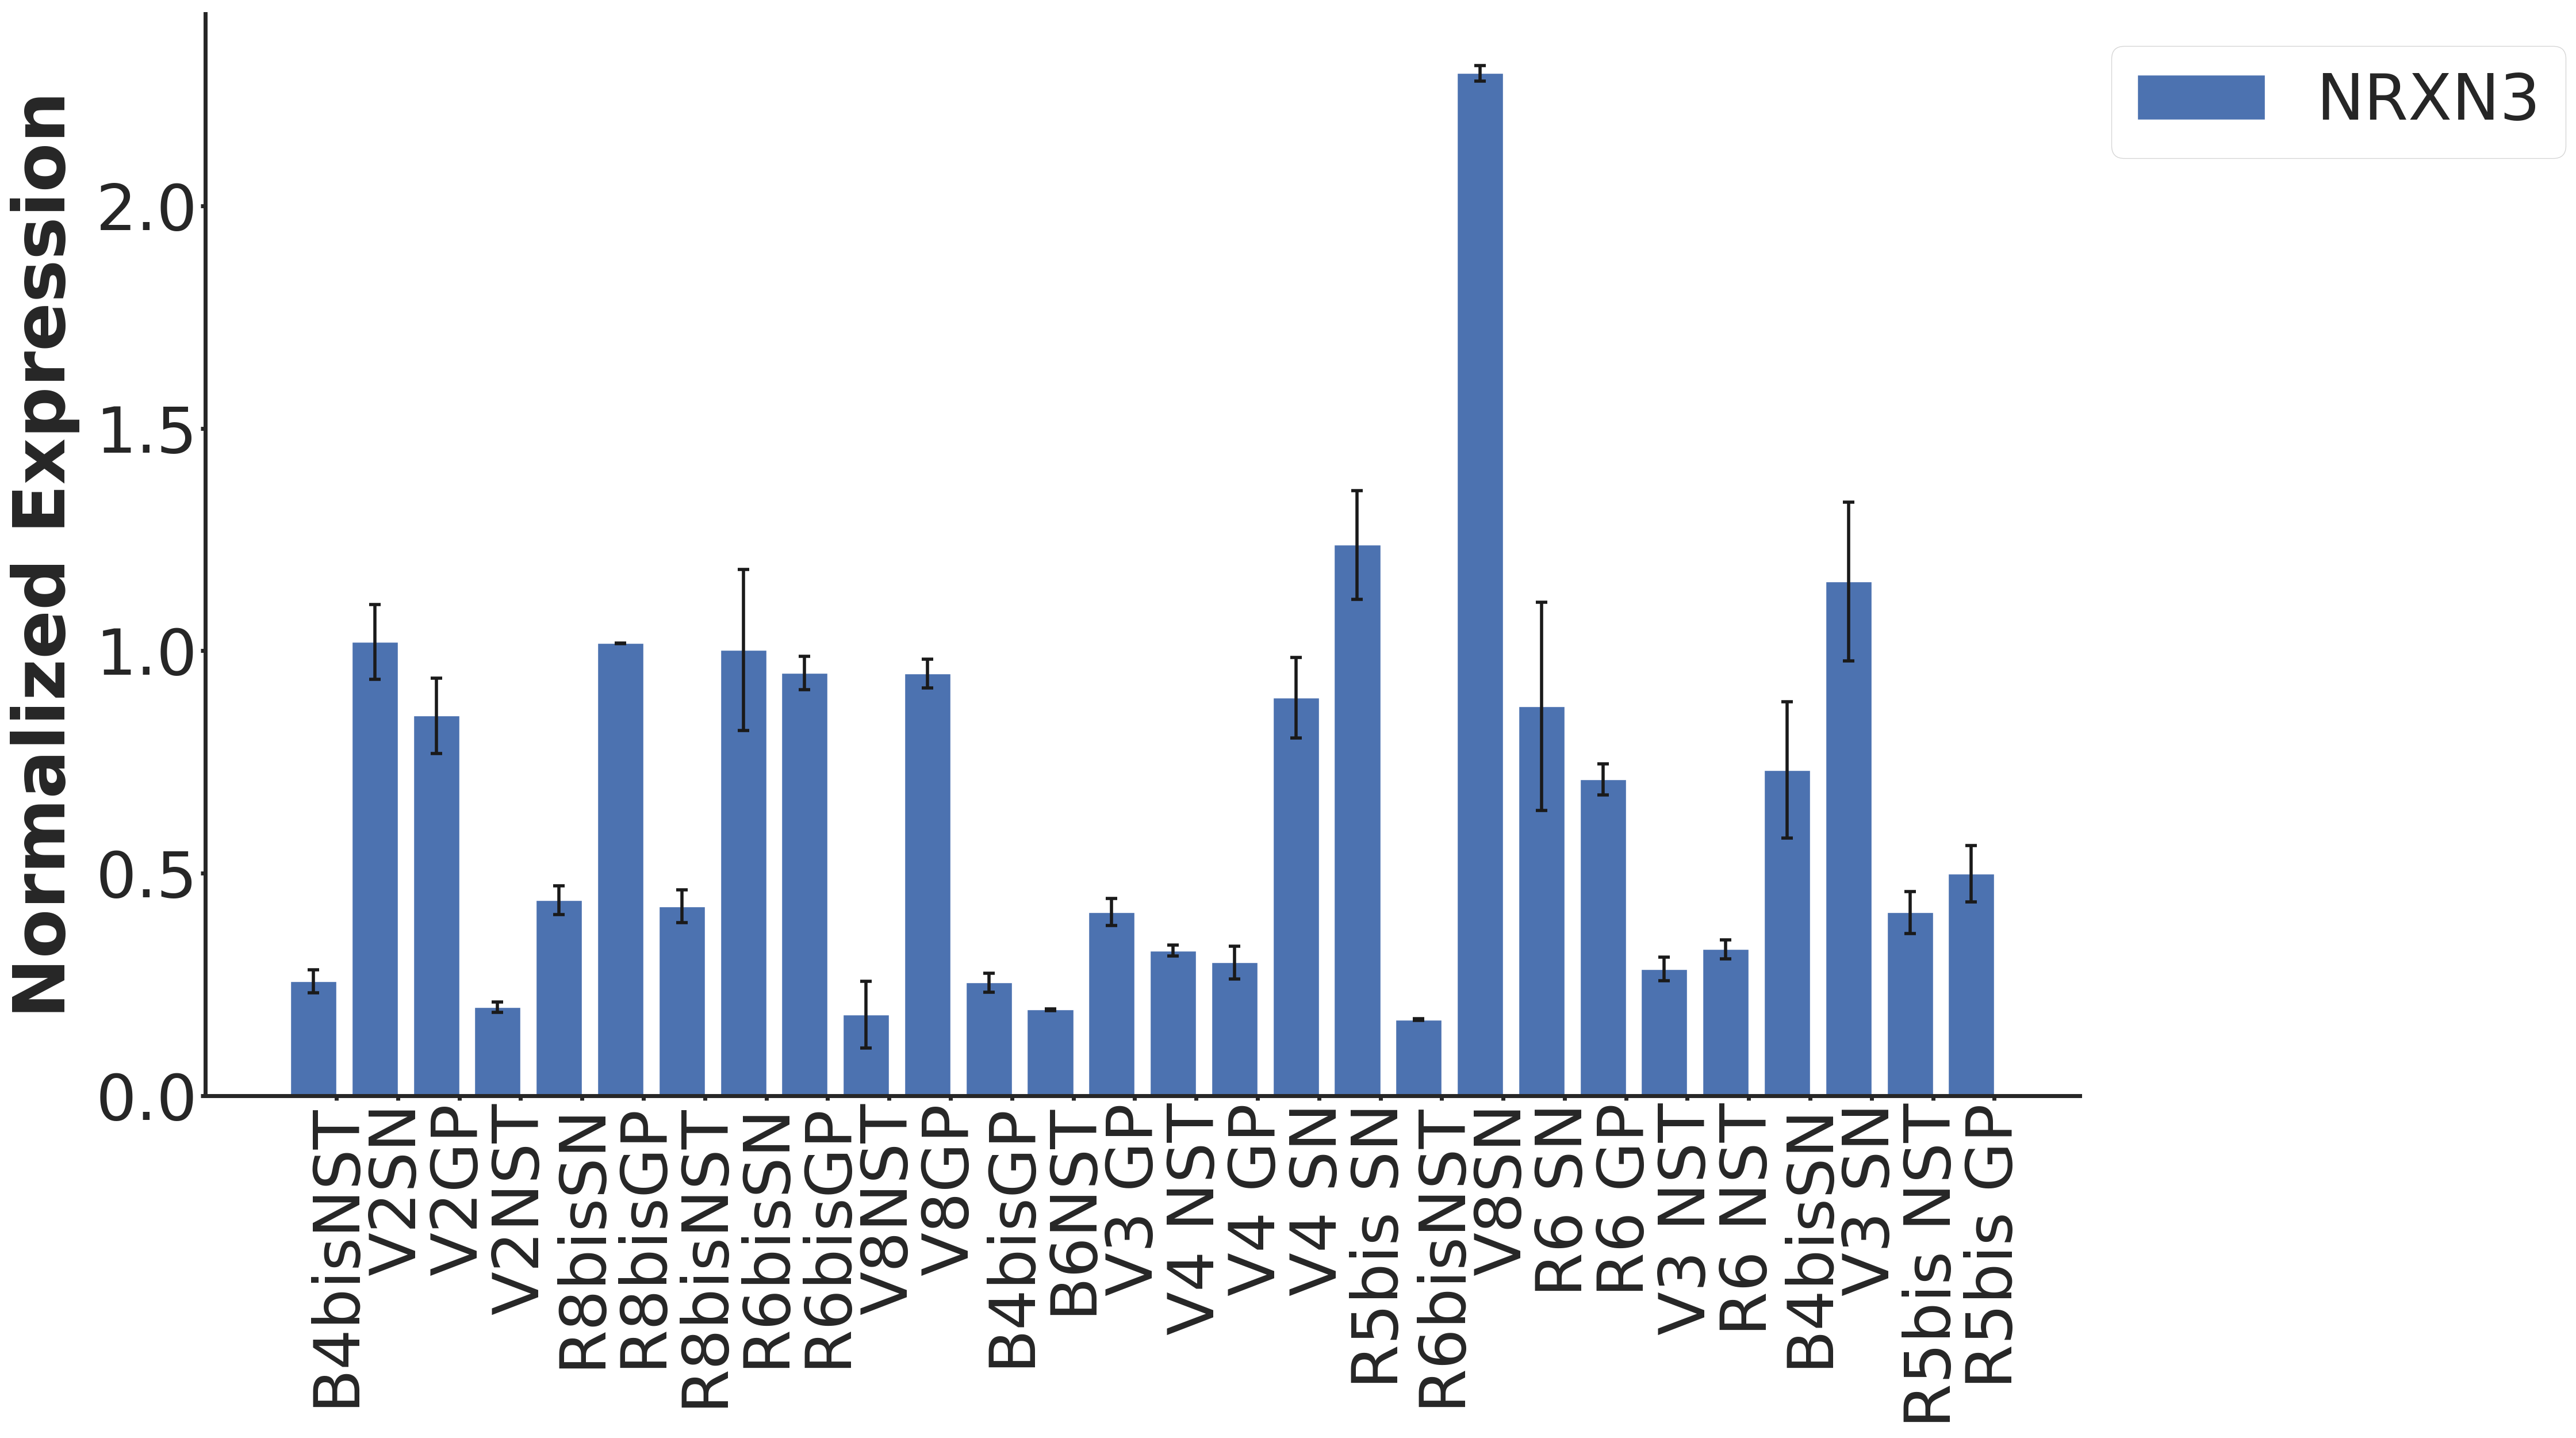 Normalized Expression
2.0
1.5
1.0
0.5
0.0
NRXN3
B4bisNST
V2SN
V2GP
V2NST
R8bisSN
R8bisGP
R8bisNST
R6bisSN
R6bisGP
V8NST
V8GP
B4bisGP
B6NST
V3 GP
V4 NST
V4 GP
V4 SN
R5bis SN
R6bisNST
V8SN
R6 SN
R6 GP
V3 NST
R6 NST
B4bisSN
V3 SN
R5bis NST
R5bis GP